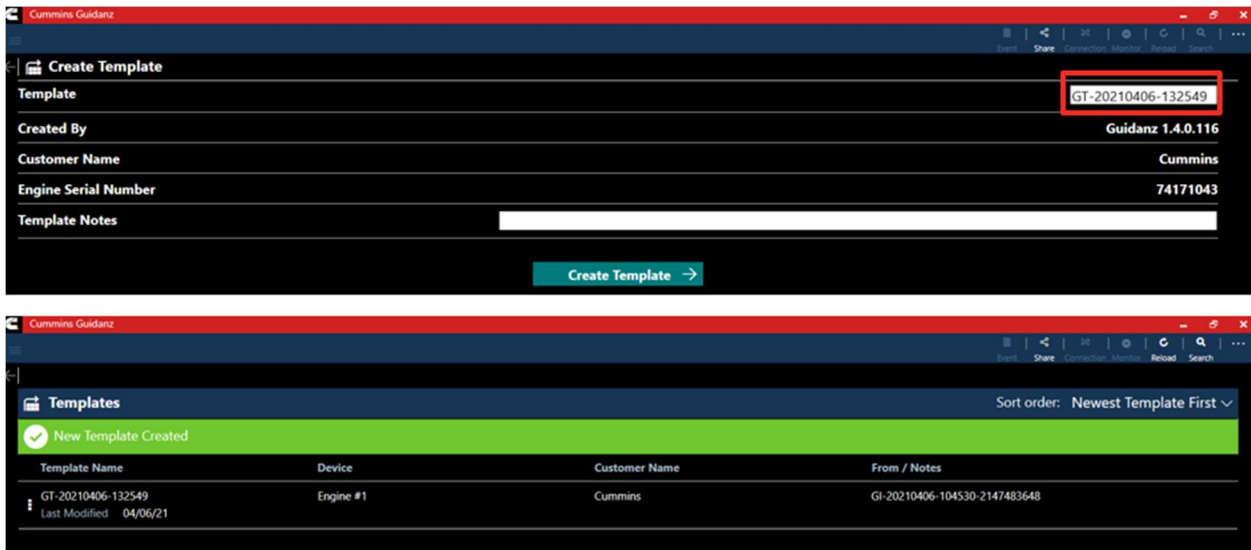 Cummins Guidanz
Event Share Connection Monitor Reload Search
Create Template
Template GT-20210406-132549
Created By Guidanz 1.4.0.116
Customer Name Cummins
Engine Serial Number 74171043
Template Notes
Create Template
Cummins Guidanz
Event Share Connection Monitor Reload Search
Templates Sort order: Newest Template First
New Template Created
Template Name Device Customer Name From / Notes
GT-20210406-132549 Engine #1 Cummins GI-20210406-104530-2147483648
Last Modified 04/06/21